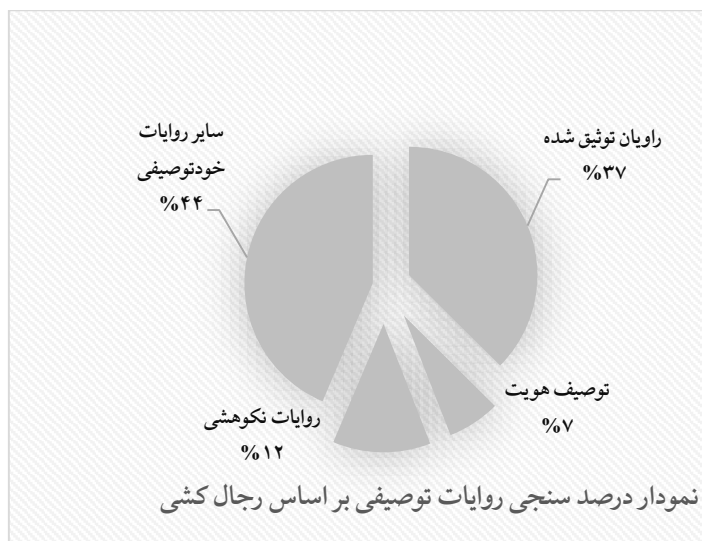 راویان توثیق شده
%۳۷
سایر روایات
خودتوصیفی
%۴۴
توصیف هویت
%۷
روایات نکوهشی
%۱۲
نمودار درصد سنجی روایات توصیفی بر اساس رجال کشی